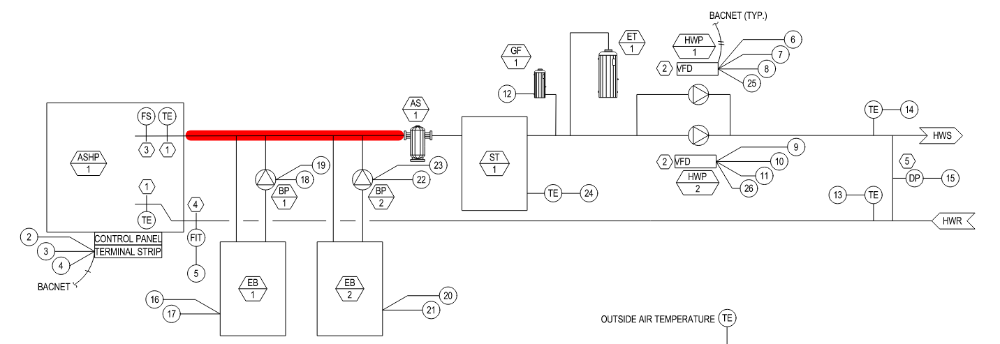 BACNET (TYP.)
HWP
1
2
VFD
6
7
8
25
GF
1
ET
1
12
AS
1
FS
TE
3
1
ASHP
1
1
TE
4
FIT
5
CONTROL PANEL
TERMINAL STRIP
2
3
4
BACNET
BP
1
19
18
BP
2
23
22
EB
1
EB
2
16
17
20
21
ST
1
TE
24
2
VFD
HWP
2
9
10
11
26
TE
14
HWS
5
DP
15
13
TE
HWR
OUTSIDE AIR TEMPERATURE
TE